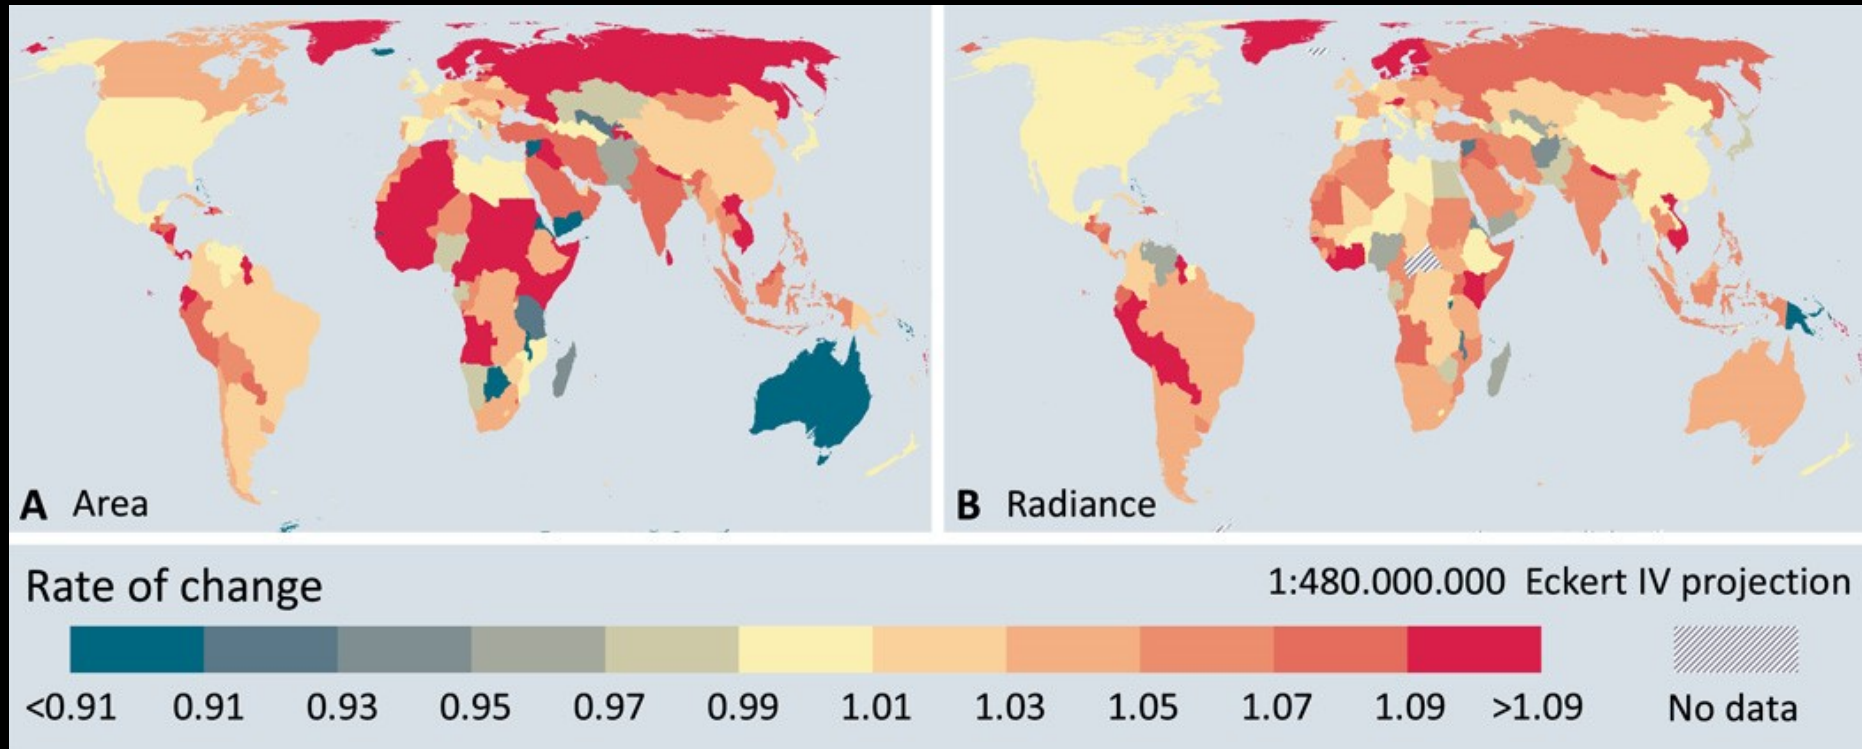 A Area
B Radiance
Rate of change
1:480.000.000 Eckert IV projection
<0.91 0.91 0.93 0.95 0.97 0.99 1.01 1.03 1.05 1.07 1.09 >1.09
No data